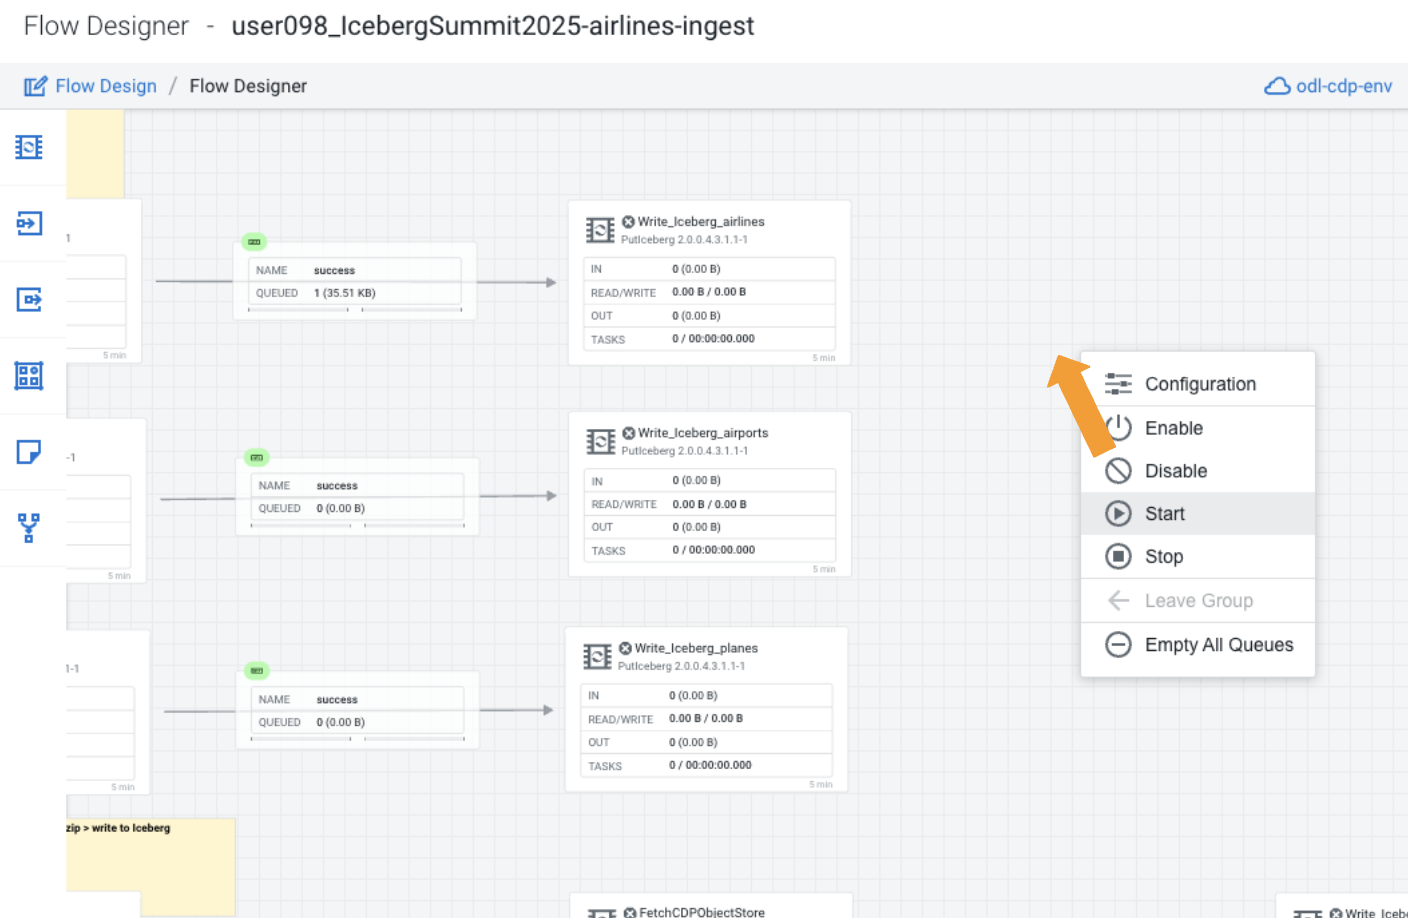 Flow Designer - user098_IcebergSummit2025-airlines-ingest
Flow Design / Flow Designer
odl-cdp-env
1
5 min
NAME success
QUEUED 1 (35.51 KB)
Write_Iceberg_airlines
PutIceberg 2.0.0.4.3.1.1-1
IN 0 (0.00 B)
READ/WRITE 0.00 B / 0.00 B
OUT 0 (0.00 B)
TASKS 0 / 00:00:00.000
5 min
-1
5 min
NAME success
QUEUED 0 (0.00 B)
Write_Iceberg_airports
PutIceberg 2.0.0.4.3.1.1-1
IN 0 (0.00 B)
READ/WRITE 0.00 B / 0.00 B
OUT 0 (0.00 B)
TASKS 0 / 00:00:00.000
5 min
1-1
5 min
NAME success
QUEUED 0 (0.00 B)
Write_Iceberg_planes
PutIceberg 2.0.0.4.3.1.1-1
IN 0 (0.00 B)
READ/WRITE 0.00 B / 0.00 B
OUT 0 (0.00 B)
TASKS 0 / 00:00:00.000
5 min
Configuration
Enable
Disable
Start
Stop
Leave Group
Empty All Queues
zip > write to Iceberg
FetchCDPObjectStore
Write_Iceb